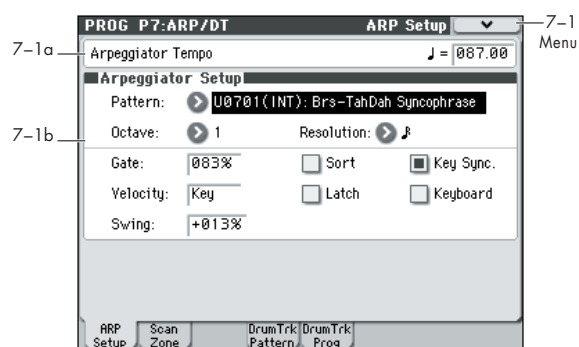 PROG P7:ARP/DT ARP Setup
7–1
Menu
7–1a
Arpeggiator Tempo ♩ = 087.00
Arpeggiator Setup
Pattern: U0701(INT): Brs-TahDah Syncophrase
7–1b
Octave: 1 Resolution: ♪
Gate: 083% Sort Key Sync.
Velocity: Key Latch Keyboard
Swing: +013%
ARP Setup Scan Zone DrumTrk Pattern DrumTrk Prog